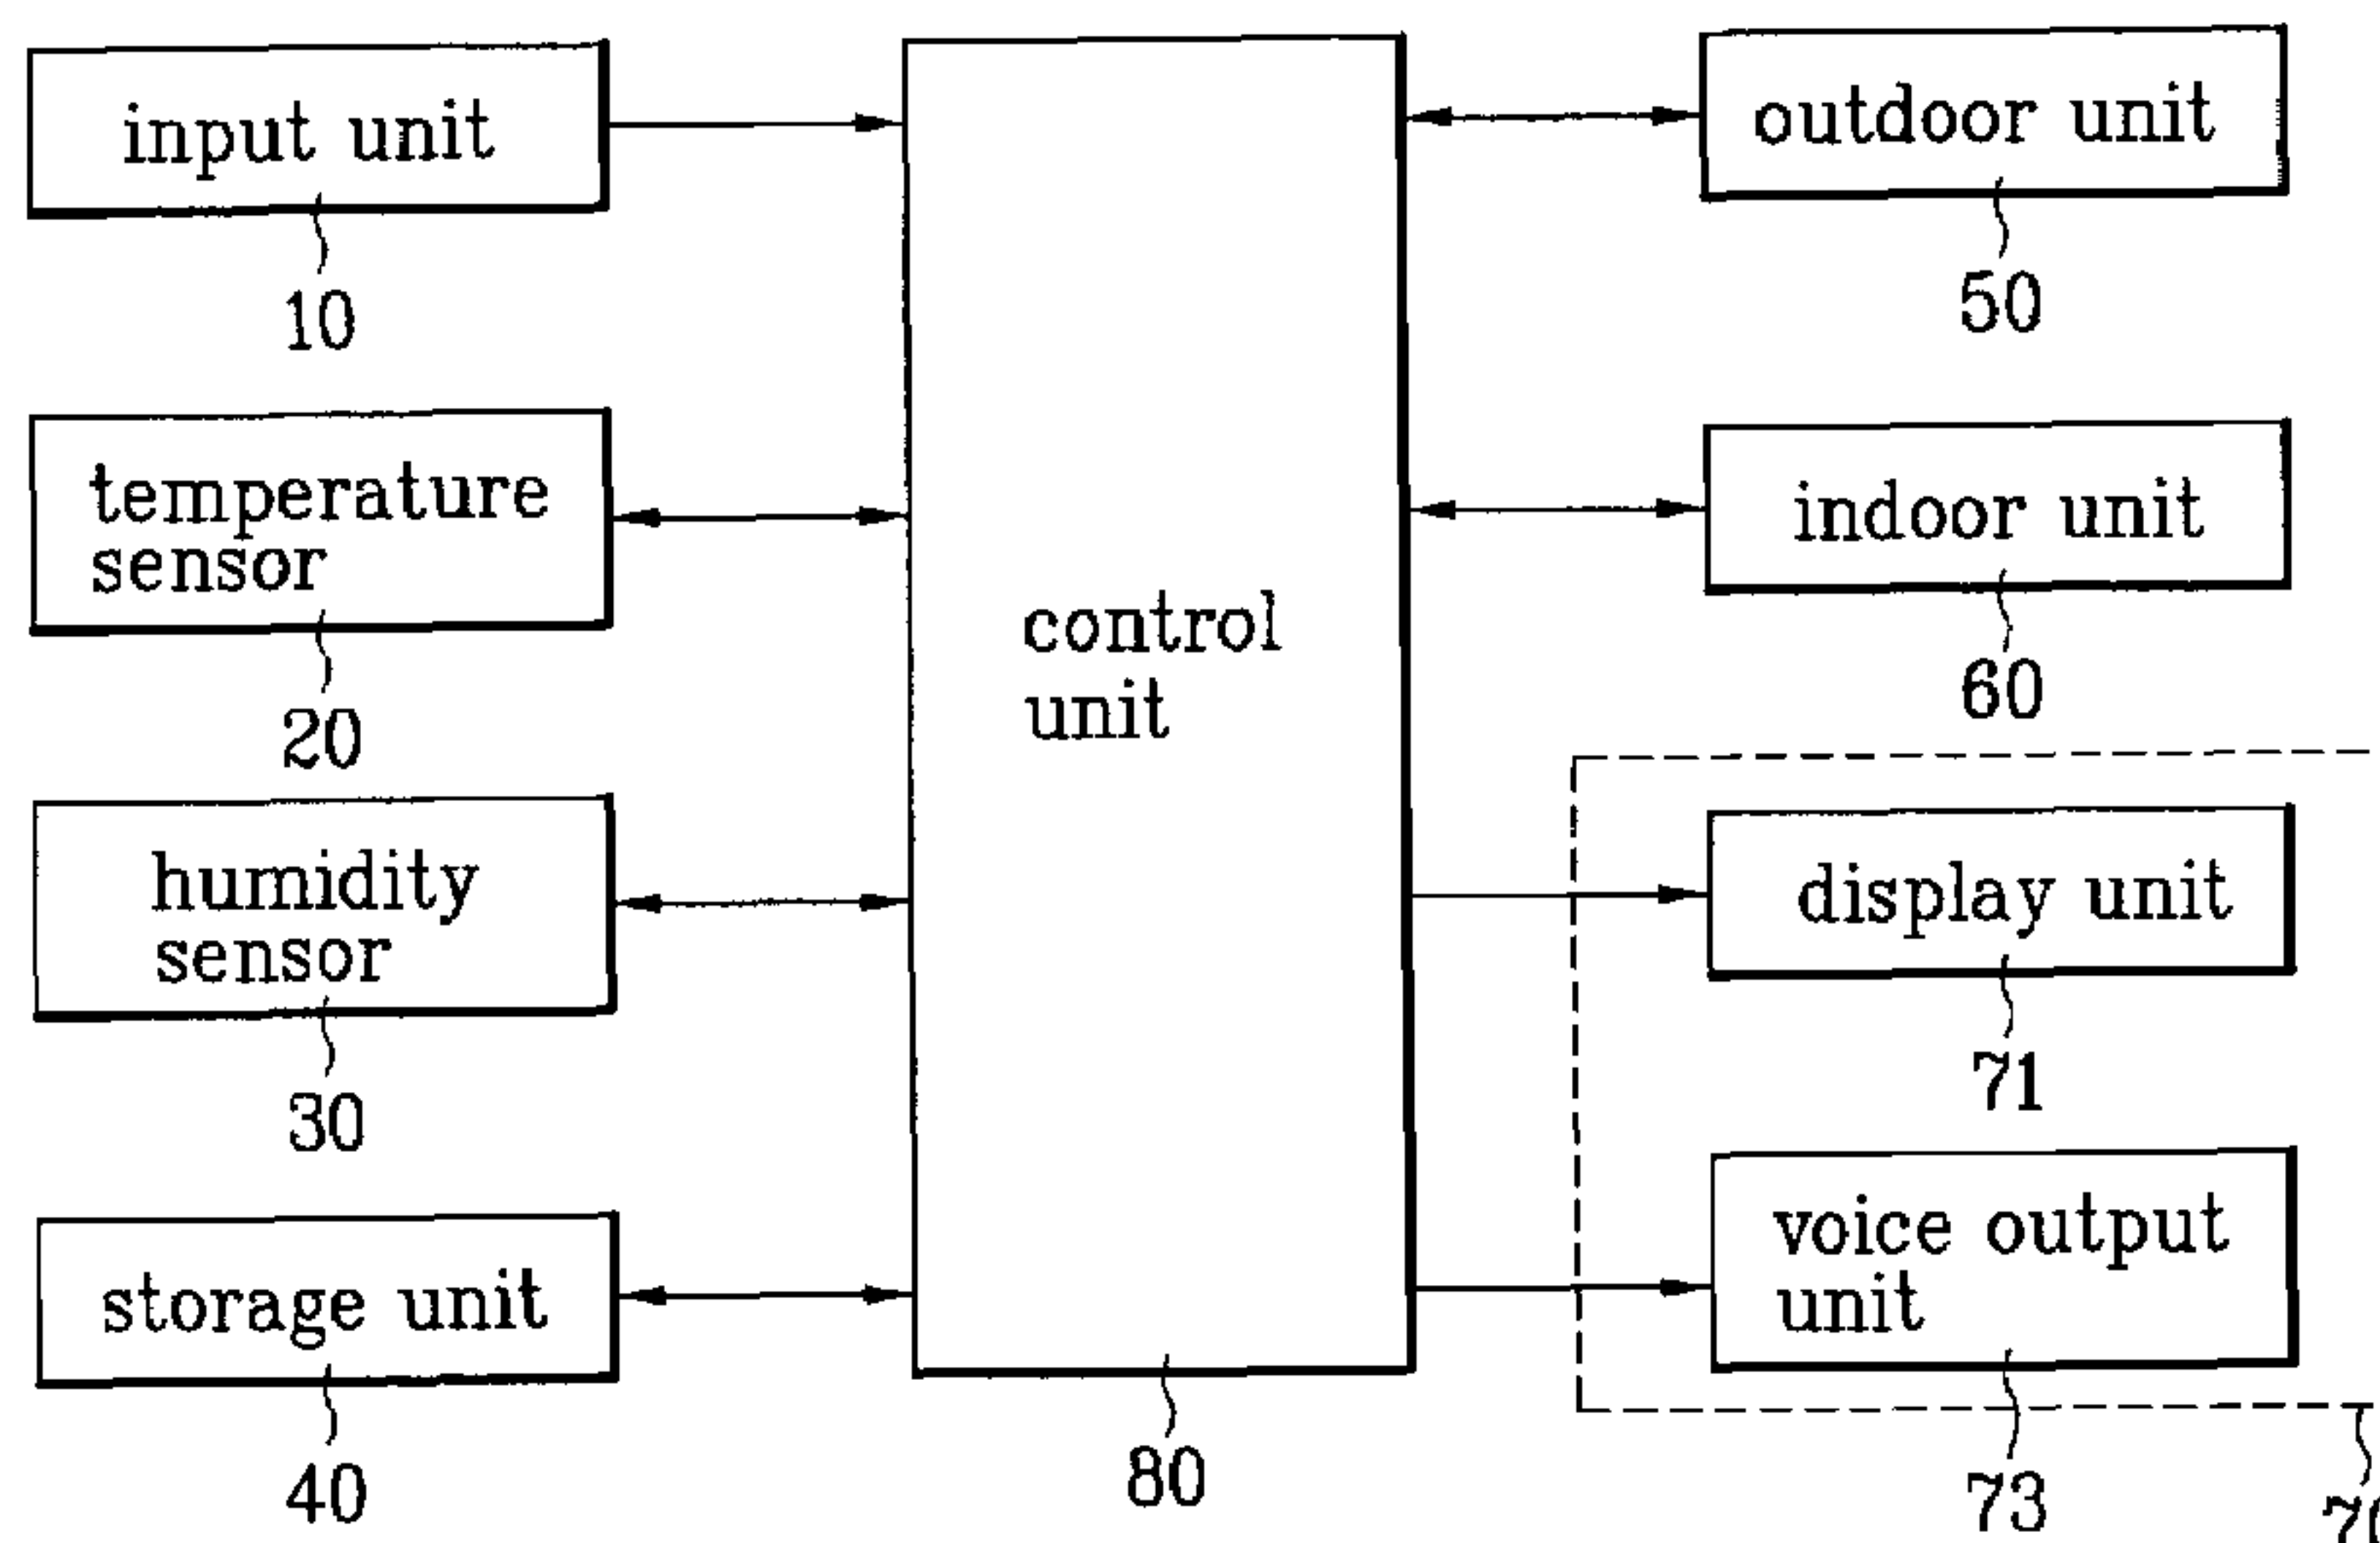 input unit
10
temperature
sensor
20
humidity
sensor
30
storage unit
40
control
unit
80
outdoor unit
50
indoor unit
60
display unit
71
voice output
unit
73
70